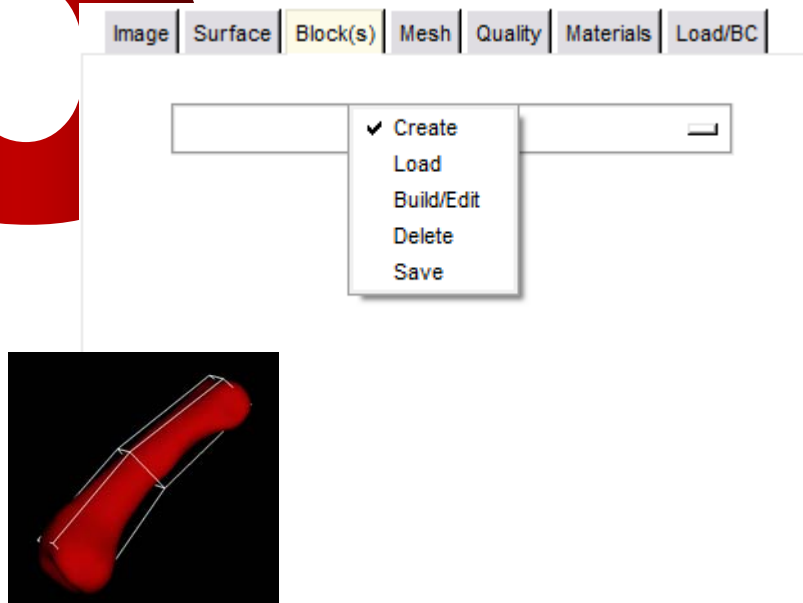 Image Surface Block(s) Mesh Quality Materials Load/BC
Create
Load
Build/Edit
Delete
Save